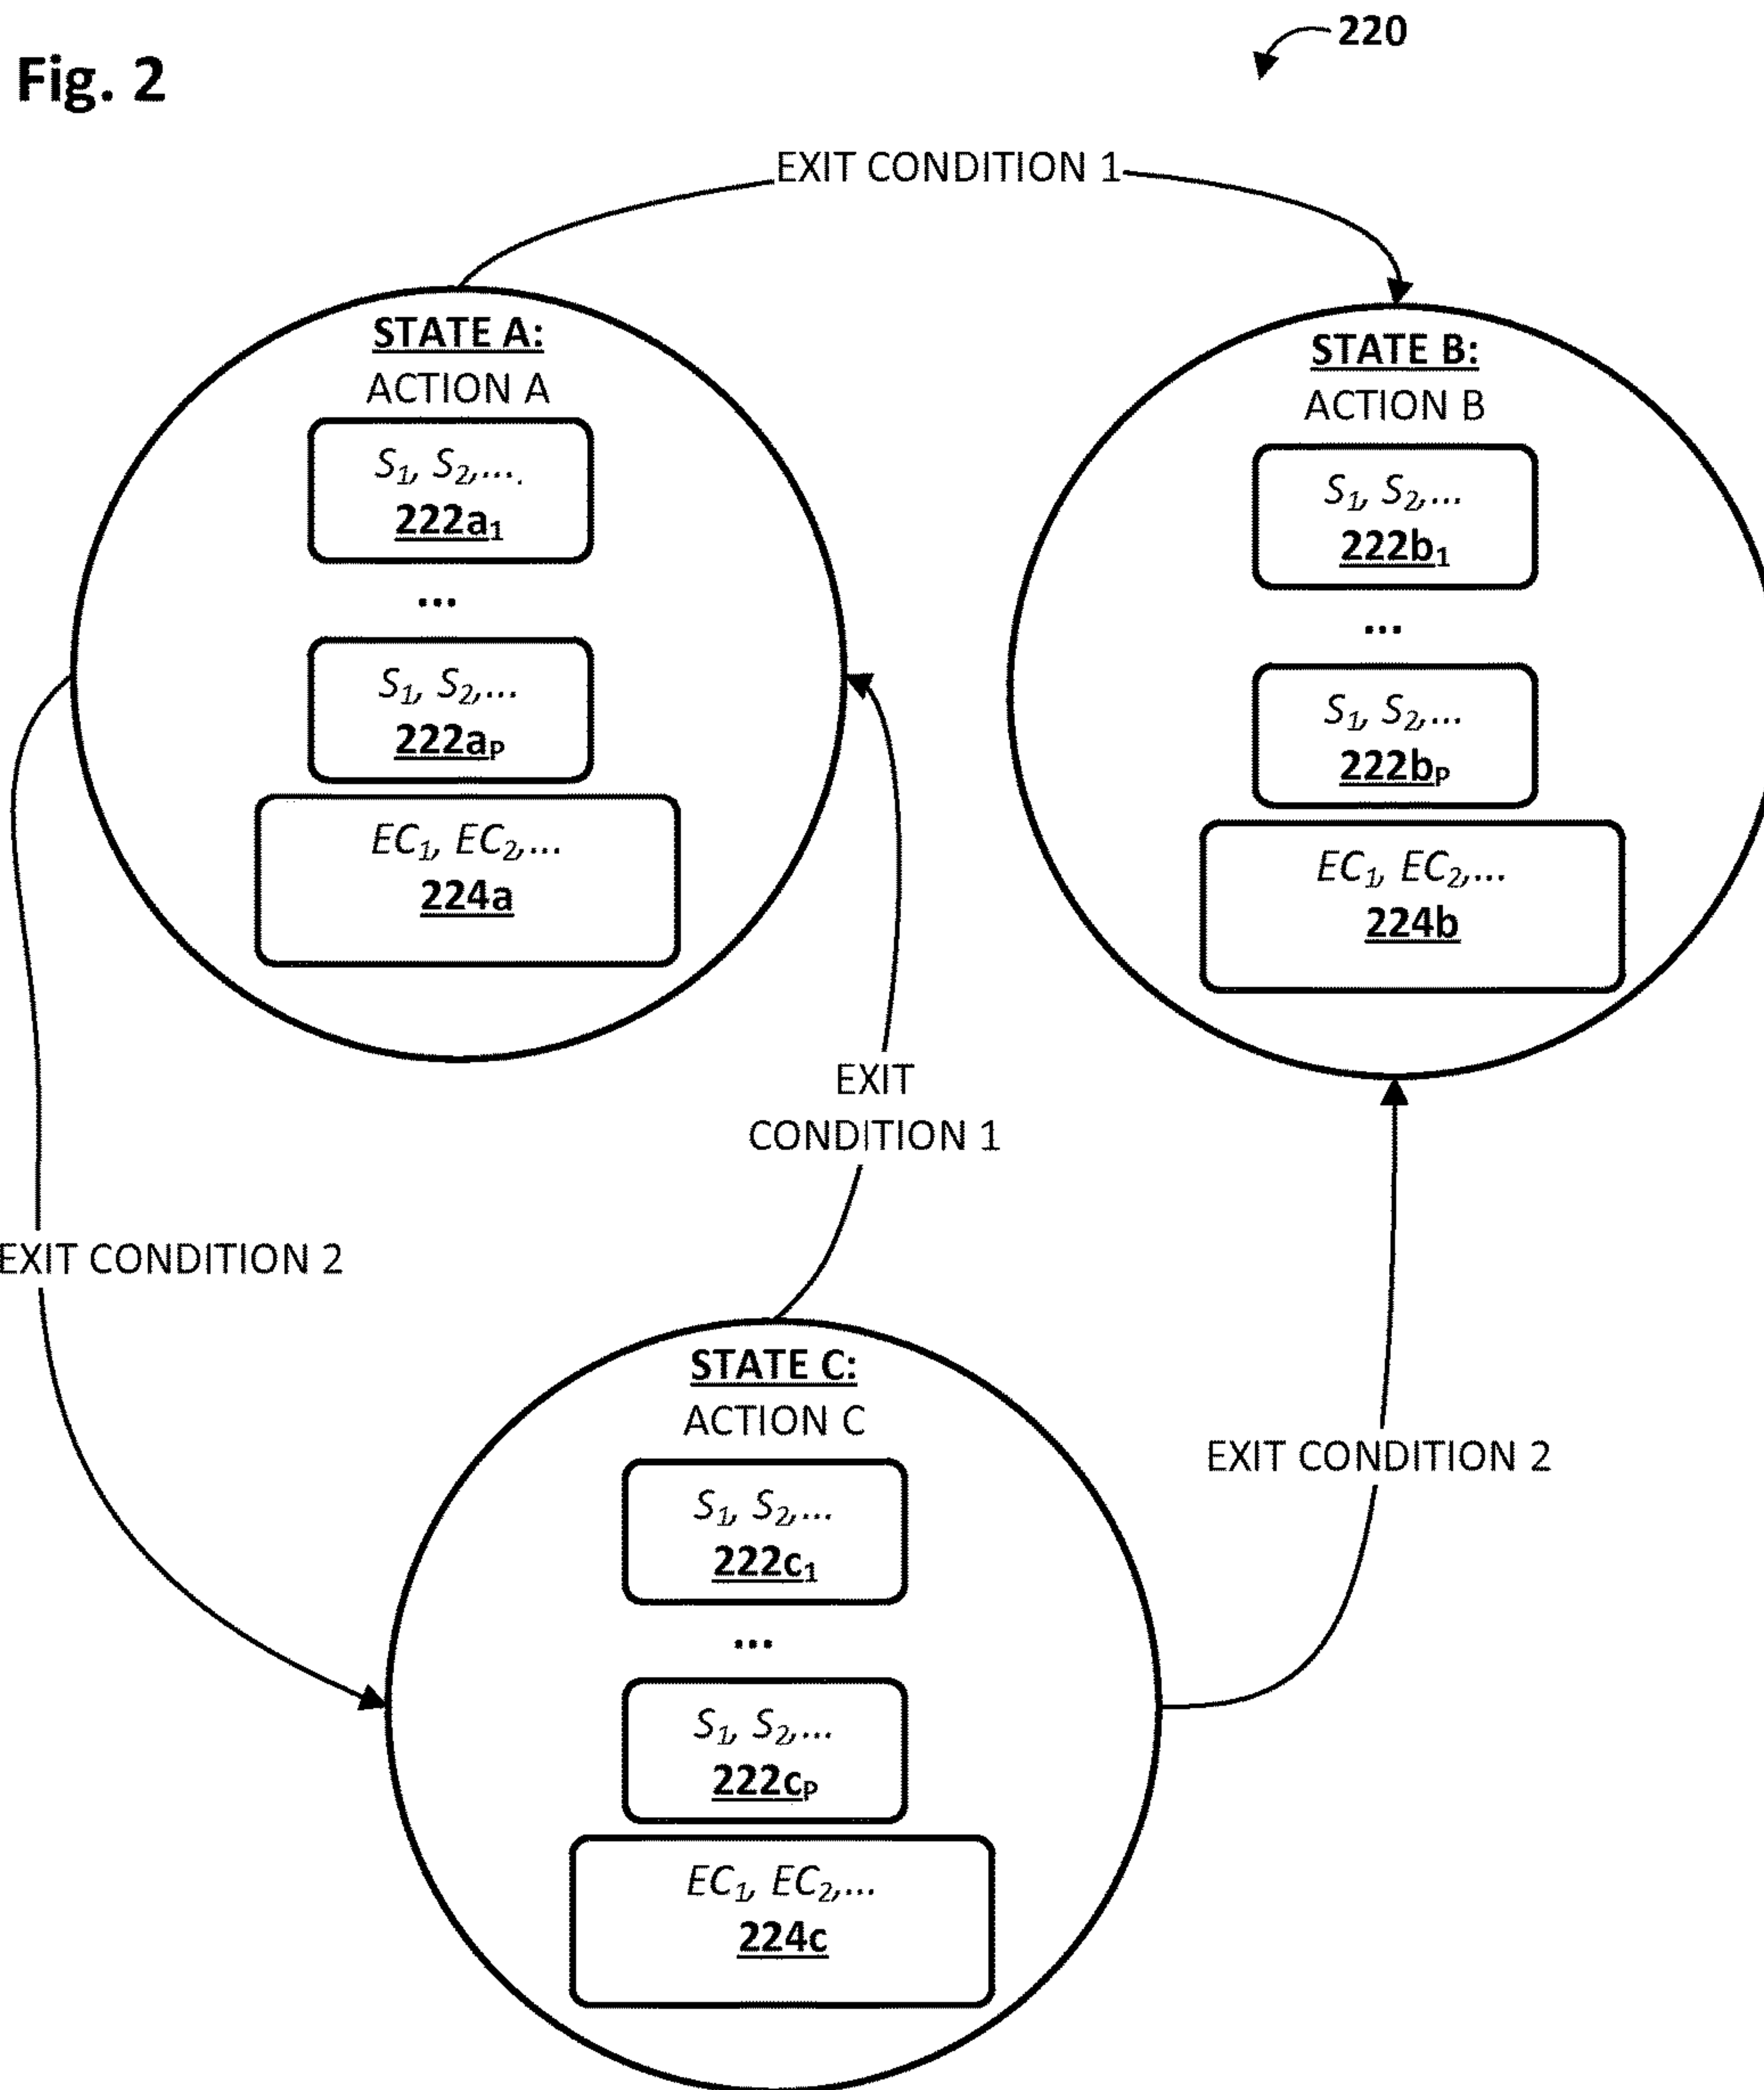 220
Fig. 2
EXIT CONDITION 1
STATE A:
ACTION A
S₁, S₂,....
222a₁
...
S₁, S₂,...
222aₚ
EC₁, EC₂,...
224a
STATE B:
ACTION B
S₁, S₂,...
222b₁
...
S₁, S₂,...
222bₚ
EC₁, EC₂,...
224b
EXIT
CONDITION 1
EXIT CONDITION 2
STATE C:
ACTION C
S₁, S₂,...
222c₁
...
S₁, S₂,...
222cₚ
EC₁, EC₂,...
224c
EXIT CONDITION 2